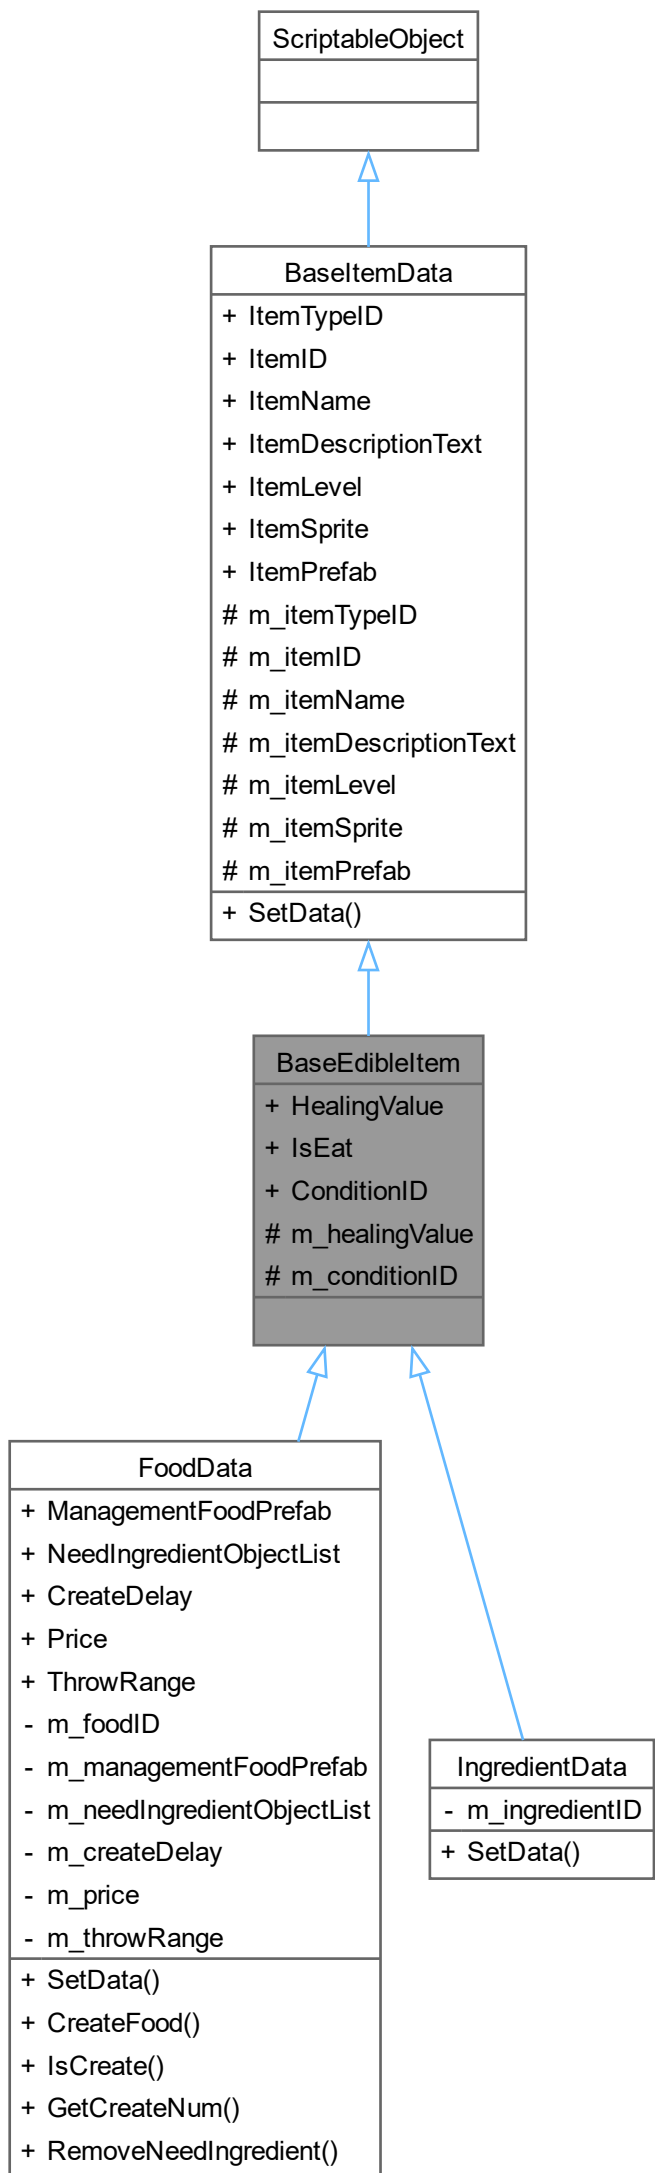 ScriptableObject
BaseItemData
+ ItemTypeID
+ ItemID
+ ItemName
+ ItemDescriptionText
+ ItemLevel
+ ItemSprite
+ ItemPrefab
# m_itemTypeID
# m_itemID
# m_itemName
# m_itemDescriptionText
# m_itemLevel
# m_itemSprite
# m_itemPrefab
+ SetData()
BaseEdibleItem
+ HealingValue
+ IsEat
+ ConditionID
# m_healingValue
# m_conditionID
FoodData
+ ManagementFoodPrefab
+ NeedIngredientObjectList
+ CreateDelay
+ Price
+ ThrowRange
- m_foodID
- m_managementFoodPrefab
- m_needIngredientObjectList
- m_createDelay
- m_price
- m_throwRange
+ SetData()
+ CreateFood()
+ IsCreate()
+ GetCreateNum()
+ RemoveNeedIngredient()
IngredientData
- m_ingredientID
+ SetData()